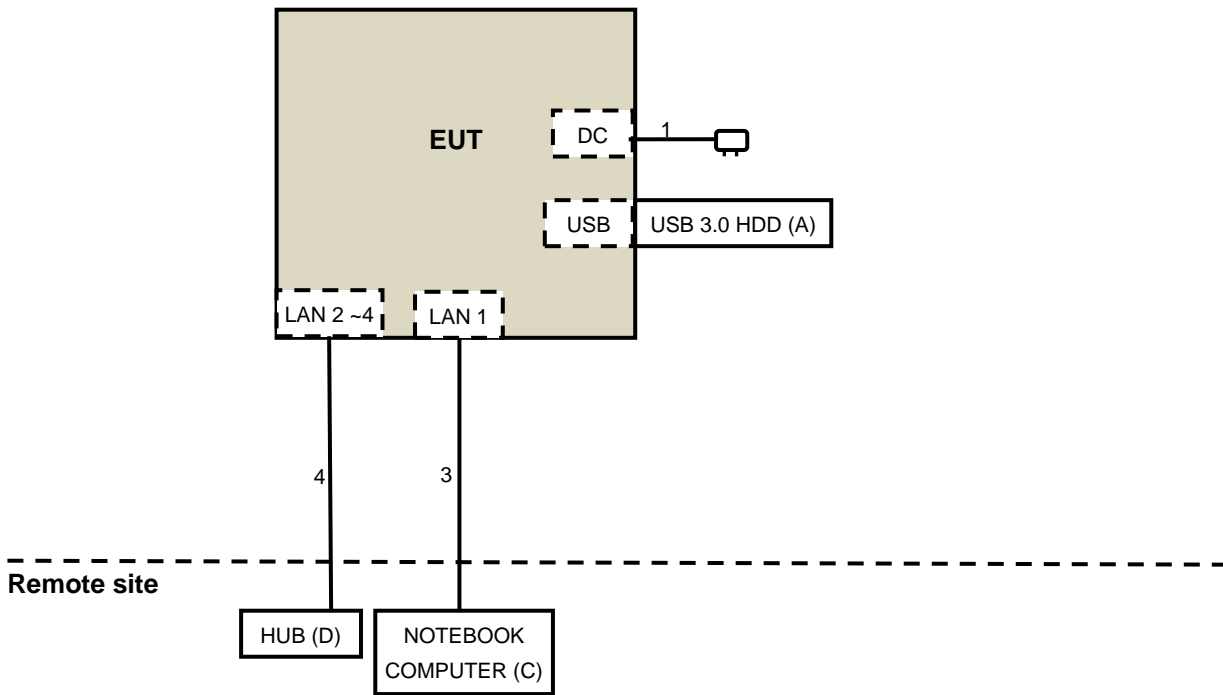 EUT
DC
1
USB
USB 3.0 HDD (A)
LAN 2 ~4
LAN 1
4
3
Remote site
HUB (D)
NOTEBOOK
COMPUTER (C)